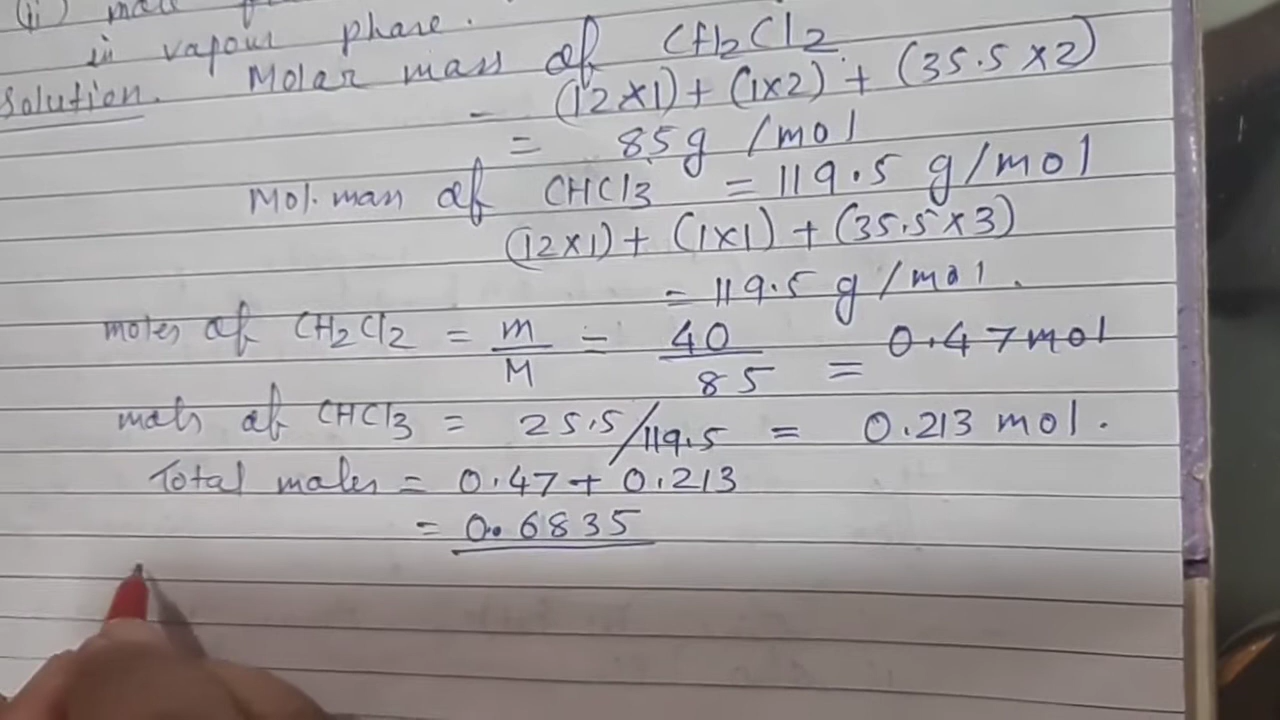 (ii)
in vapour phase.
Solution. Molar mass of CH2Cl2
= (12×1) + (1×2) + (35.5×2)
= 85g /mol
Mol. mass of CHCl3 = 119.5 g/mol
(12×1) + (1×1) + (35.5×3)
= 119.5 g/mol.
moles of CH2Cl2 = m/M = 40/85 = 0.47 mol
mols of CHCl3 = 25.5/119.5 = 0.213 mol.
Total moles = 0.47 + 0.213
= 0.6835